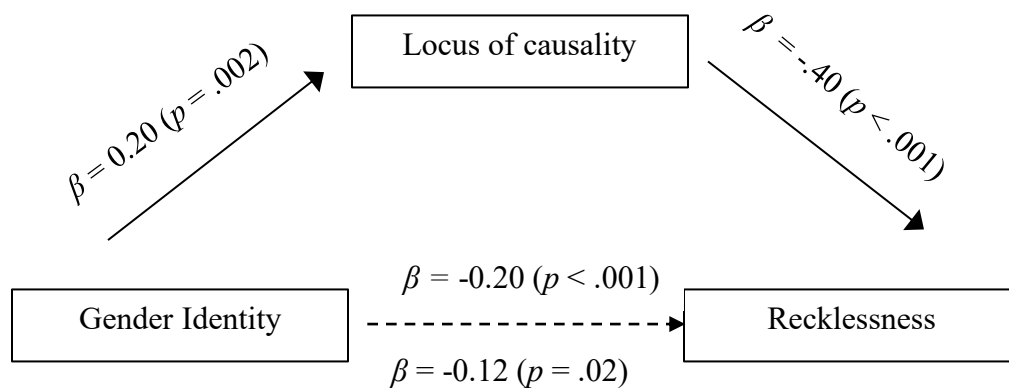 Locus of causality
β = 0.20 (p = .002)
β = -.40 (p < .001)
β = -0.20 (p < .001)
Gender Identity
Recklessness
β = -0.12 (p = .02)